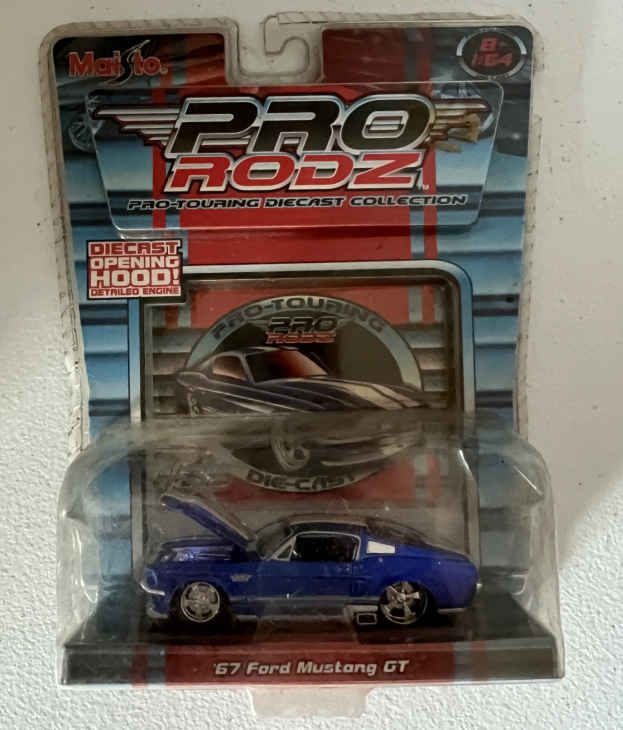 Maisto
8+
1:64
PRO
RODZ™
PRO-TOURING DIECAST COLLECTION
DIECAST
OPENING
HOOD!
DETAILED ENGINE
PRO-TOURING
PRO
RODZ
DIE-CAST
'67 Ford Mustang GT